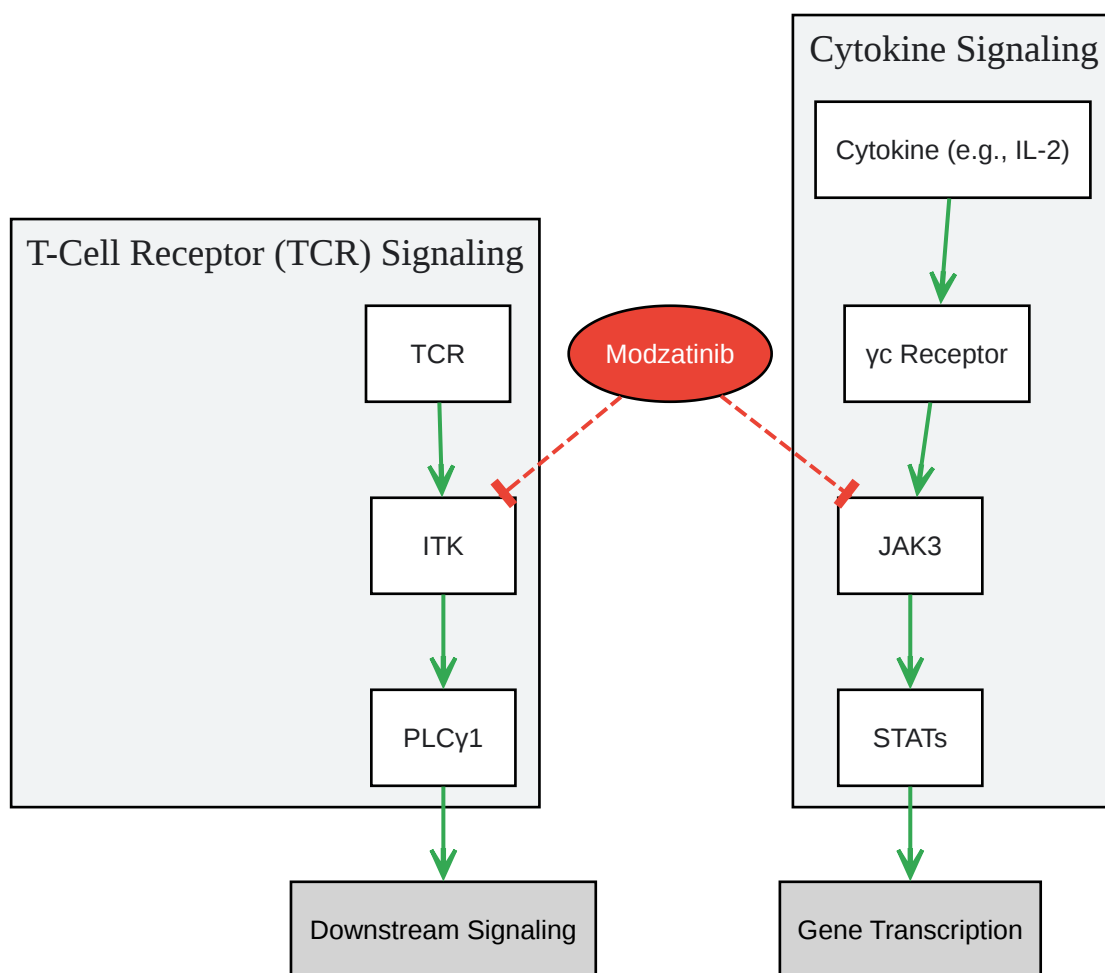 Cytokine Signaling
Cytokine (e.g., IL-2)
T-Cell Receptor (TCR) Signaling
TCR
Modzatinib
γc Receptor
ITK
JAK3
PLCγ1
STATs
Downstream Signaling
Gene Transcription